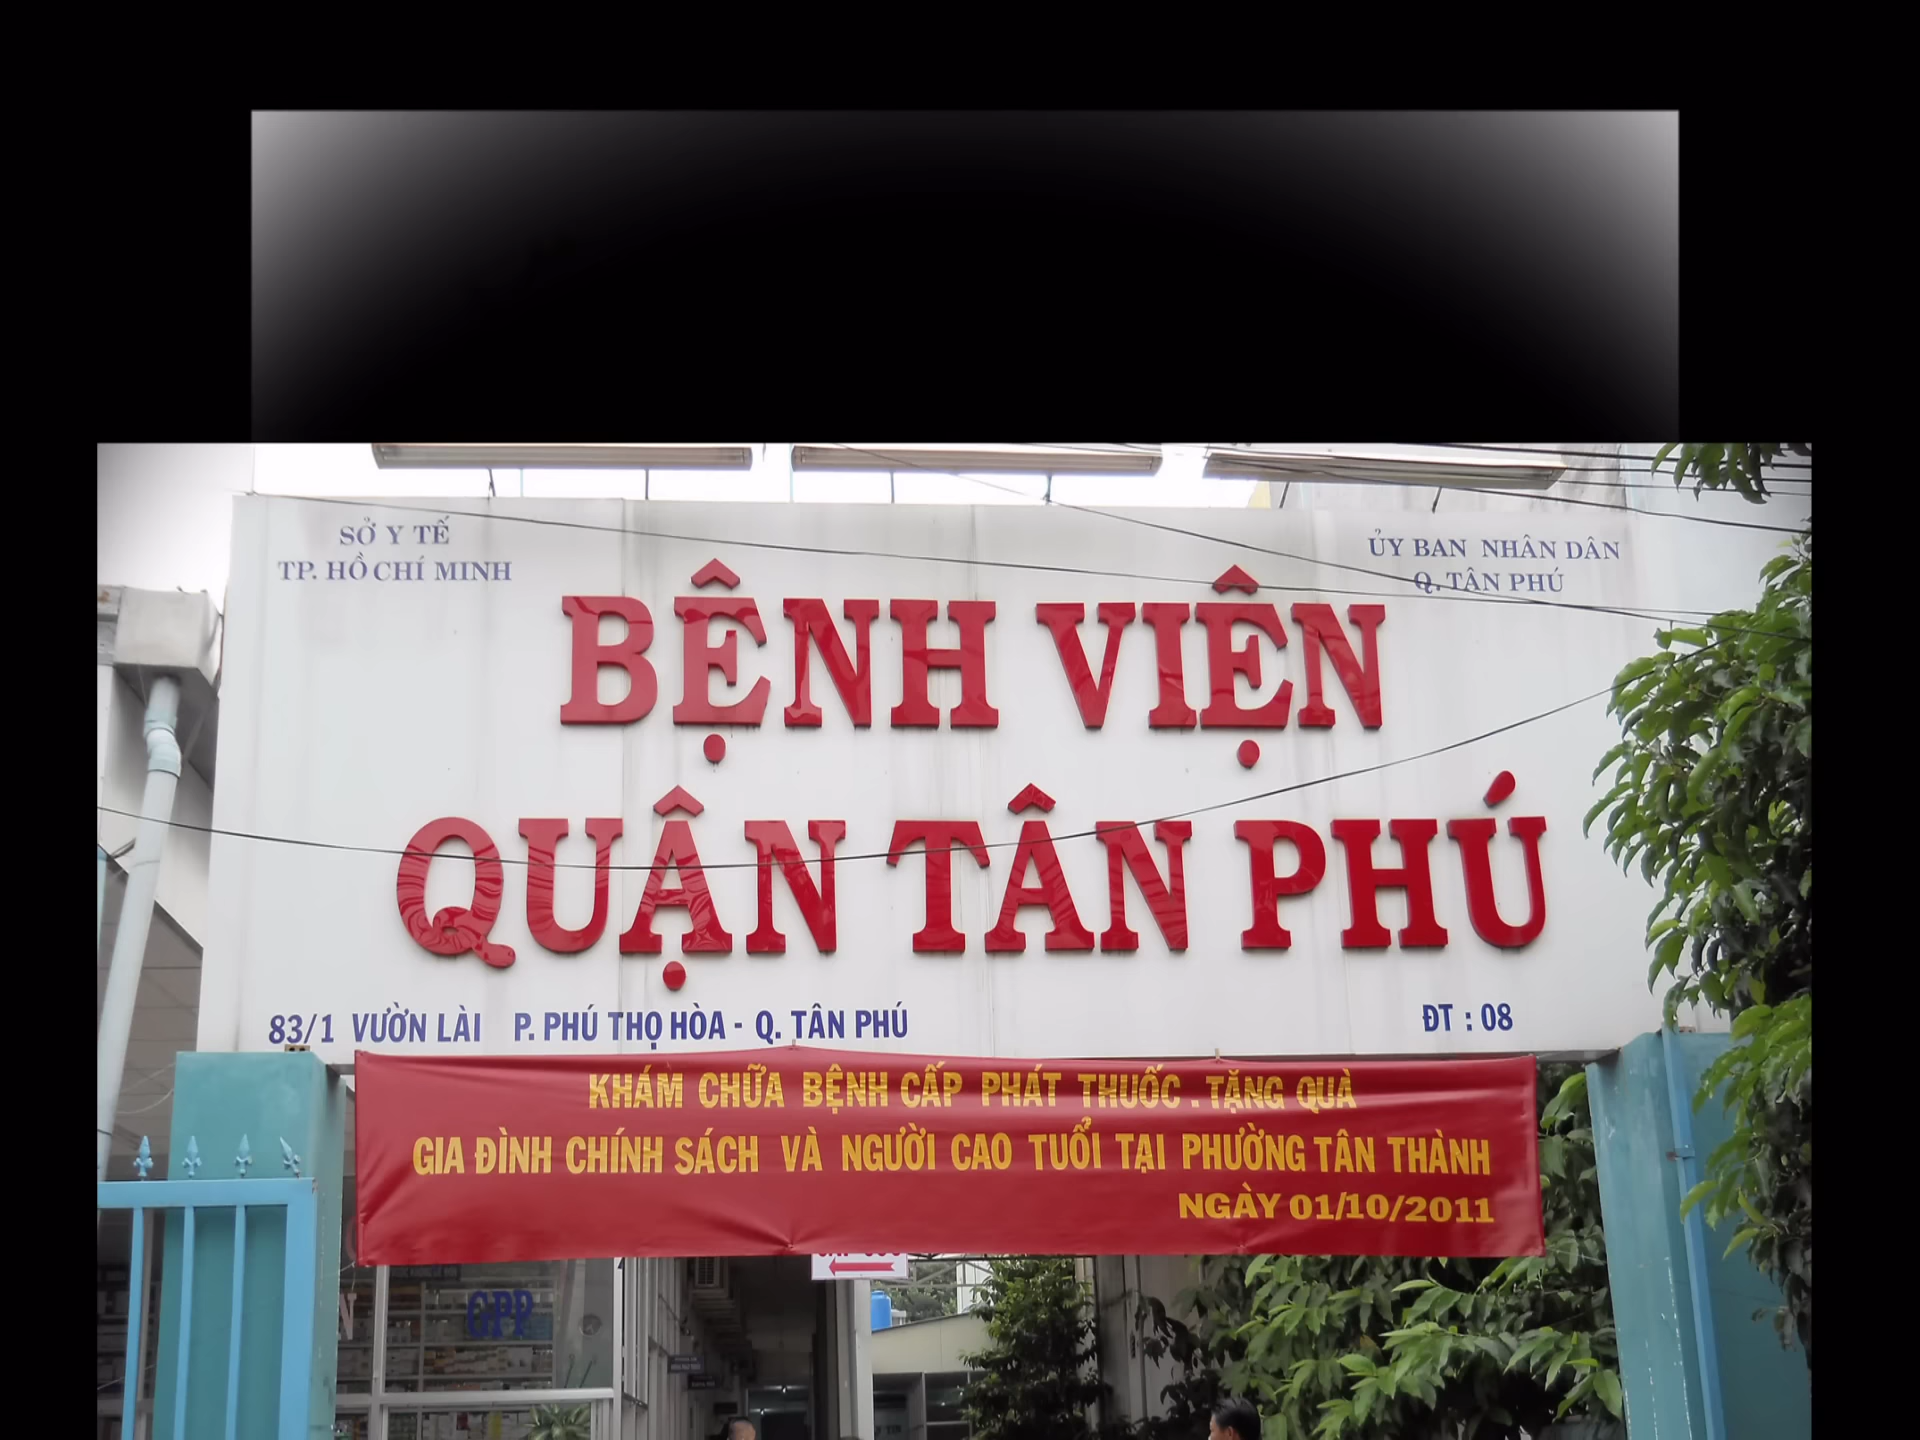 SỞ Y TẾ
TP. HỒ CHÍ MINH
ỦY BAN NHÂN DÂN
Q. TÂN PHÚ
BỆNH VIỆN
QUẬN TÂN PHÚ
83/1 VƯỜN LÀI P. PHÚ THỌ HÒA - Q. TÂN PHÚ
ĐT : 08
KHÁM CHỮA BỆNH CẤP PHÁT THUỐC . TẶNG QUÀ
GIA ĐÌNH CHÍNH SÁCH VÀ NGƯỜI CAO TUỔI TẠI PHƯỜNG TÂN THÀNH
NGÀY 01/10/2011
GPP